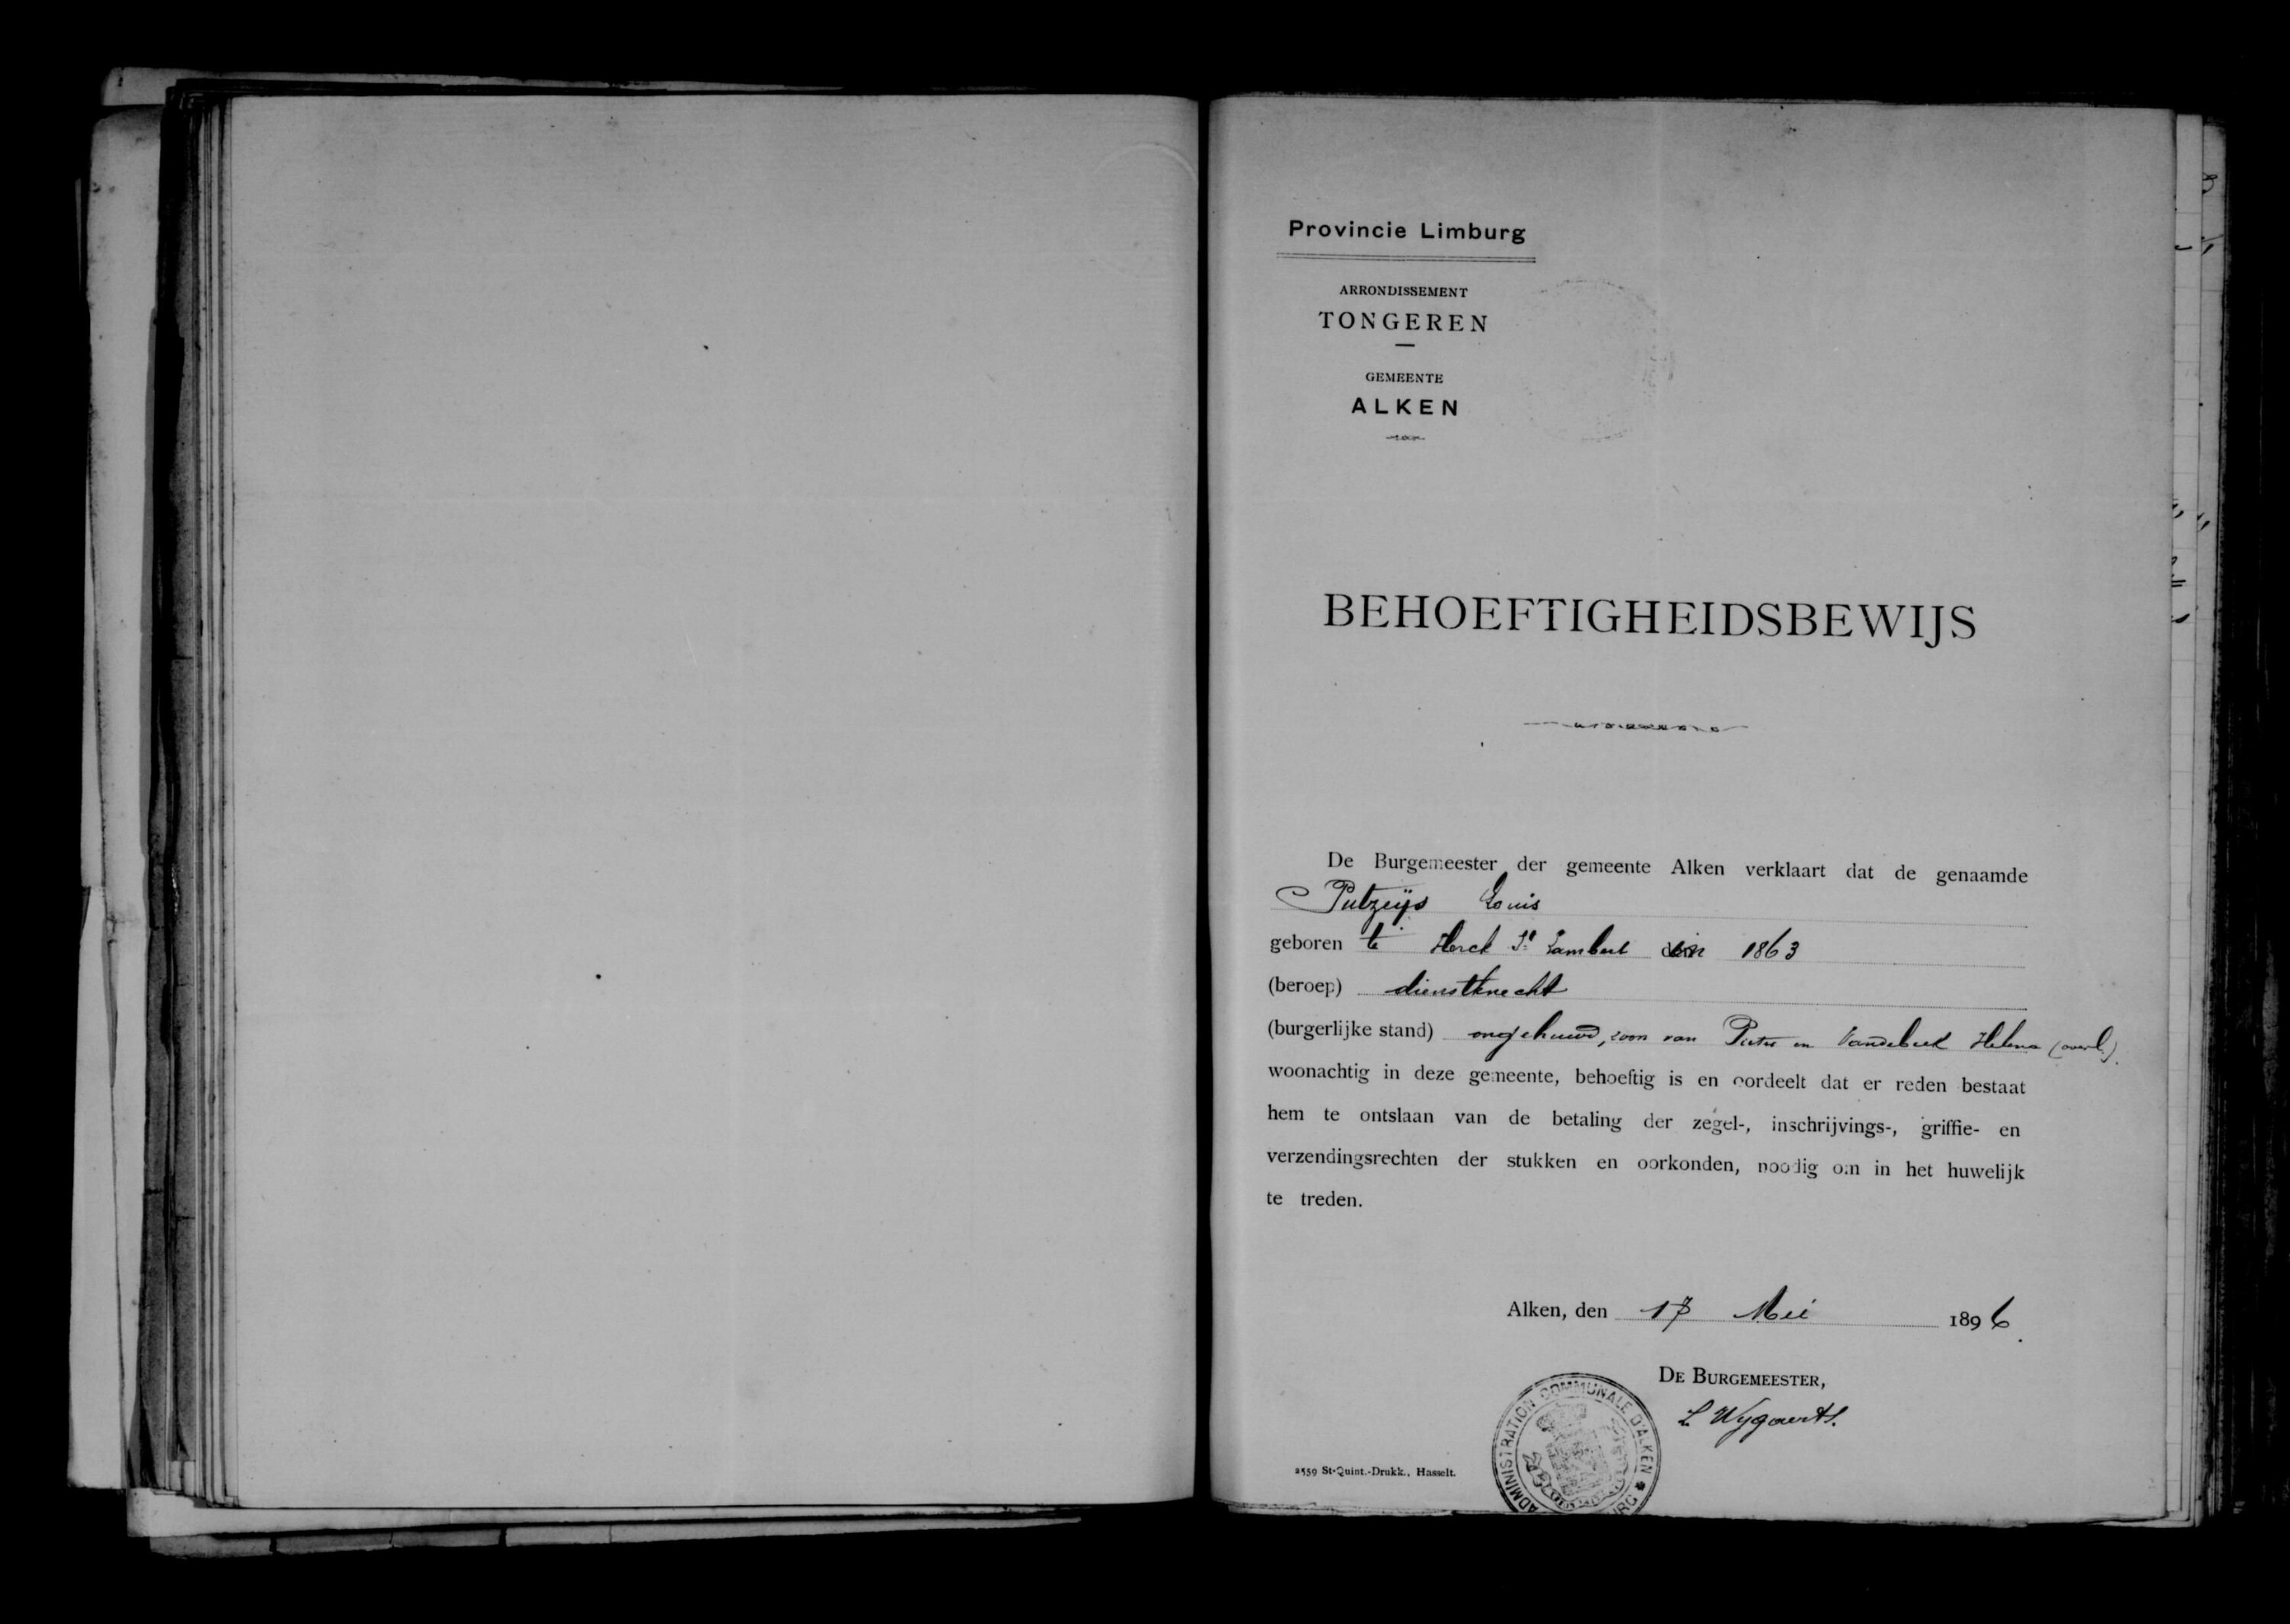 Provincie Limburg
ARRONDISSEMENT
TONGEREN
GEMEENTE
ALKEN
BEHOEFTIGHEIDSBEWIJS
De Burgemeester der gemeente Alken verklaart dat de genaamde
Putzeijs Louis
geboren te Herck St Lambert in 1863
(beroep) dienstknecht
(burgerlijke stand) ongehuwd, zoon van Pieter en Vandebeek Helena (overl.)
woonachtig in deze gemeente, behoeftig is en oordeelt dat er reden bestaat
hem te ontslaan van de betaling der zegel-, inschrijvings-, griffie- en
verzendingsrechten der stukken en oorkonden, noodig om in het huwelijk
te treden.
Alken, den 17 Mei 1896.
DE BURGEMEESTER,
L Wygaerts.
ADMINISTRATION COMMUNALE D'ALKEN
2559 St-Quint.-Drukk., Hasselt.